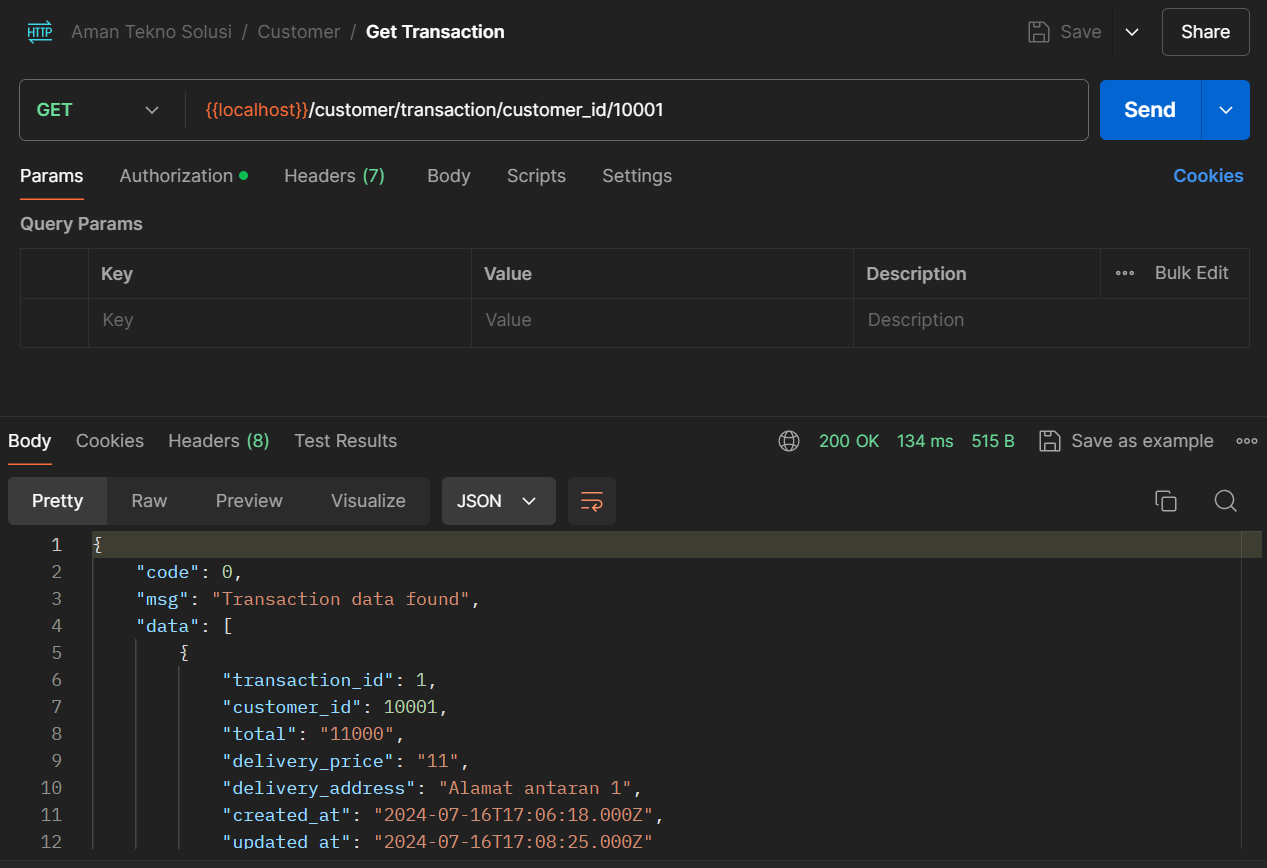 HTTP Aman Tekno Solusi / Customer / Get Transaction Save Share
GET {{localhost}}/customer/transaction/customer_id/10001 Send
Params Authorization Headers (7) Body Scripts Settings Cookies
Query Params
Key Value Description Bulk Edit
Key Value Description
Body Cookies Headers (8) Test Results 200 OK 134 ms 515 B Save as example
Pretty Raw Preview Visualize JSON
1 {
2 "code": 0,
3 "msg": "Transaction data found",
4 "data": [
5 {
6 "transaction_id": 1,
7 "customer_id": 10001,
8 "total": "11000",
9 "delivery_price": "11",
10 "delivery_address": "Alamat antaran 1",
11 "created_at": "2024-07-16T17:06:18.000Z",
12 "updated_at": "2024-07-16T17:08:25.000Z"